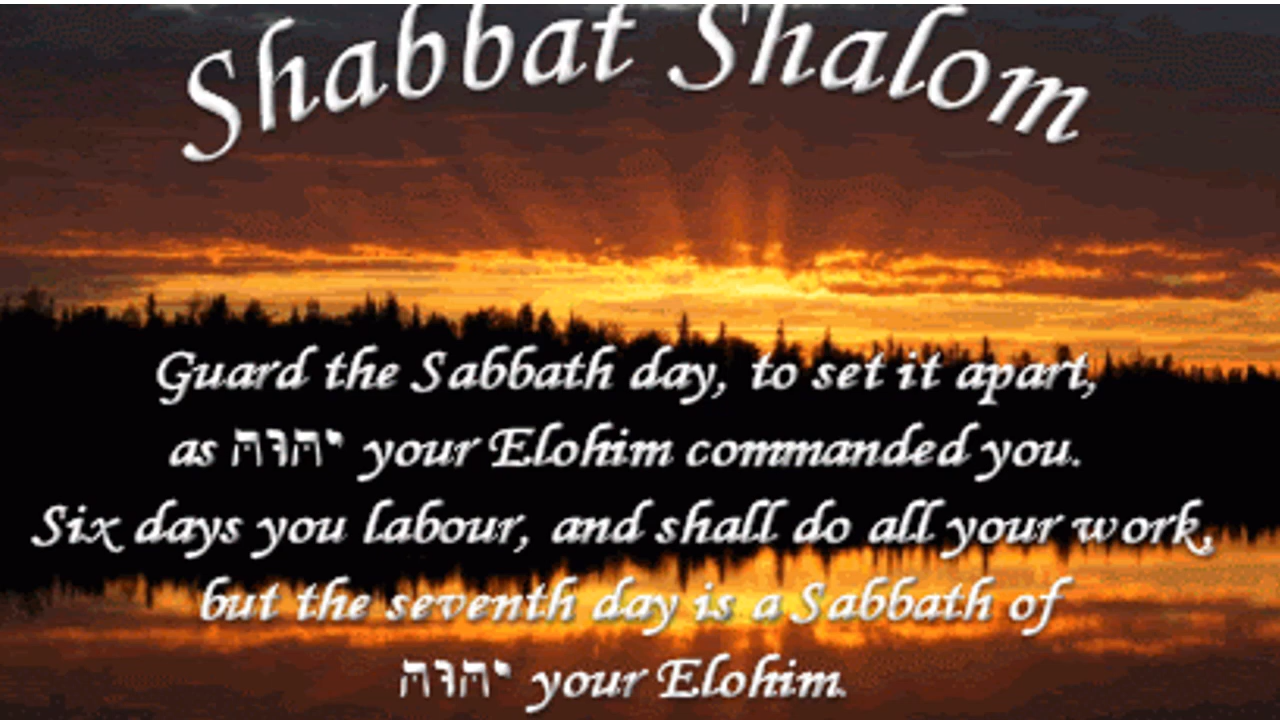 Shabbat Shalom
Guard the Sabbath day, to set it apart,
as יהוה your Elohim commanded you.
Six days you labour, and shall do all your work,
but the seventh day is a Sabbath of
יהוה your Elohim.